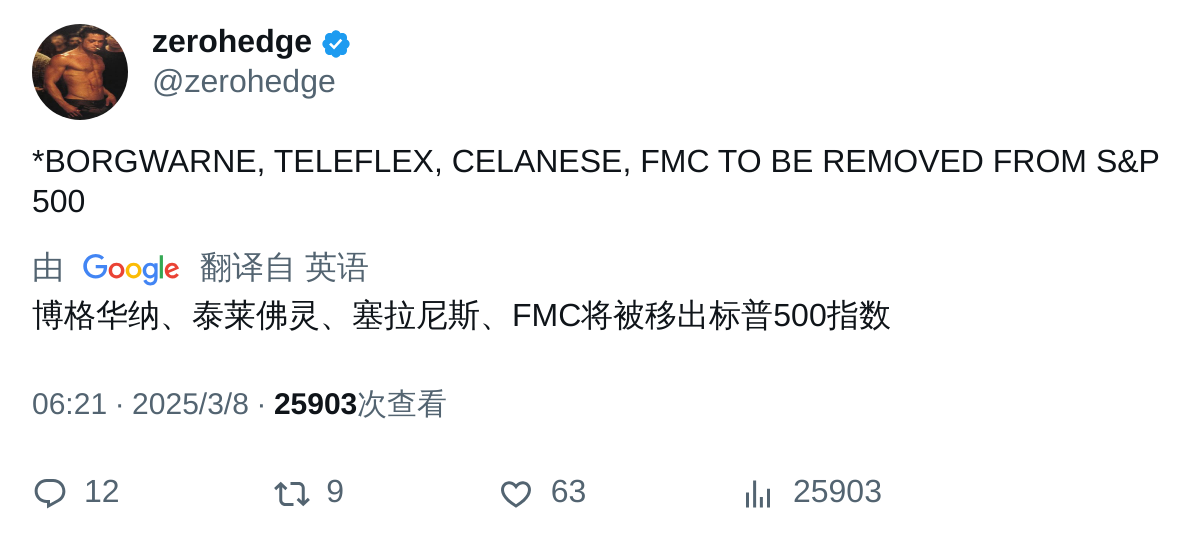 zerohedge
@zerohedge
*BORGWARNE, TELEFLEX, CELANESE, FMC TO BE REMOVED FROM S&P
500
由 Google 翻译自 英语
博格华纳、泰莱佛灵、塞拉尼斯、FMC将被移出标普500指数
06:21 · 2025/3/8 · 25903次查看
12 9 63 25903